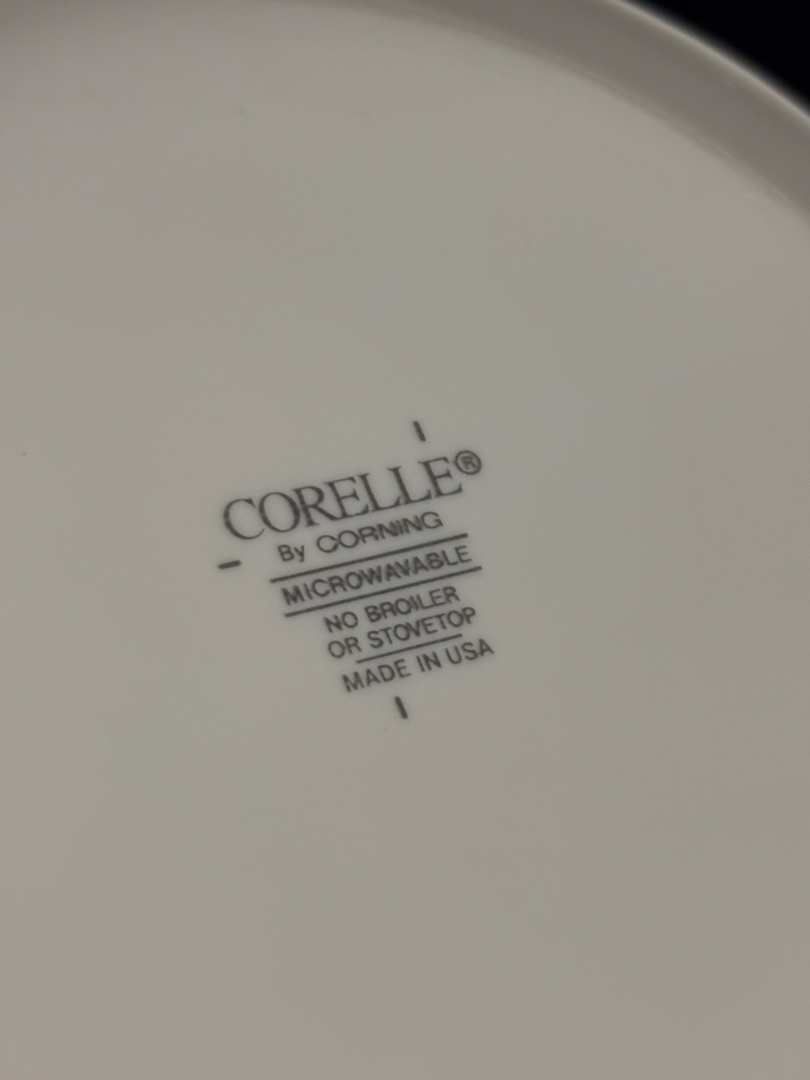 CORELLE®
By CORNING
MICROWAVABLE
NO BROILER
OR STOVETOP
MADE IN USA